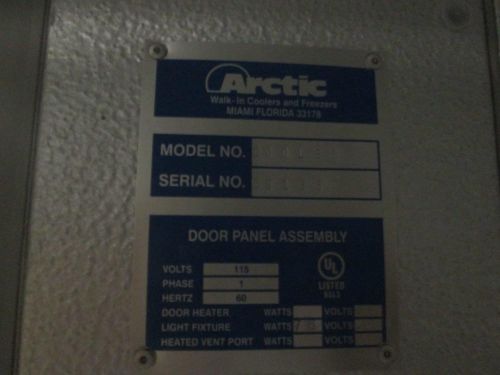 Arctic
Walk-In Coolers and Freezers
MIAMI FLORIDA 33178
MODEL NO.
SERIAL NO.
DOOR PANEL ASSEMBLY
VOLTS 115
PHASE 1
HERTZ 60
UL
LISTED
DOOR HEATER WATTS VOLTS
LIGHT FIXTURE WATTS VOLTS
HEATED VENT PORT WATTS VOLTS